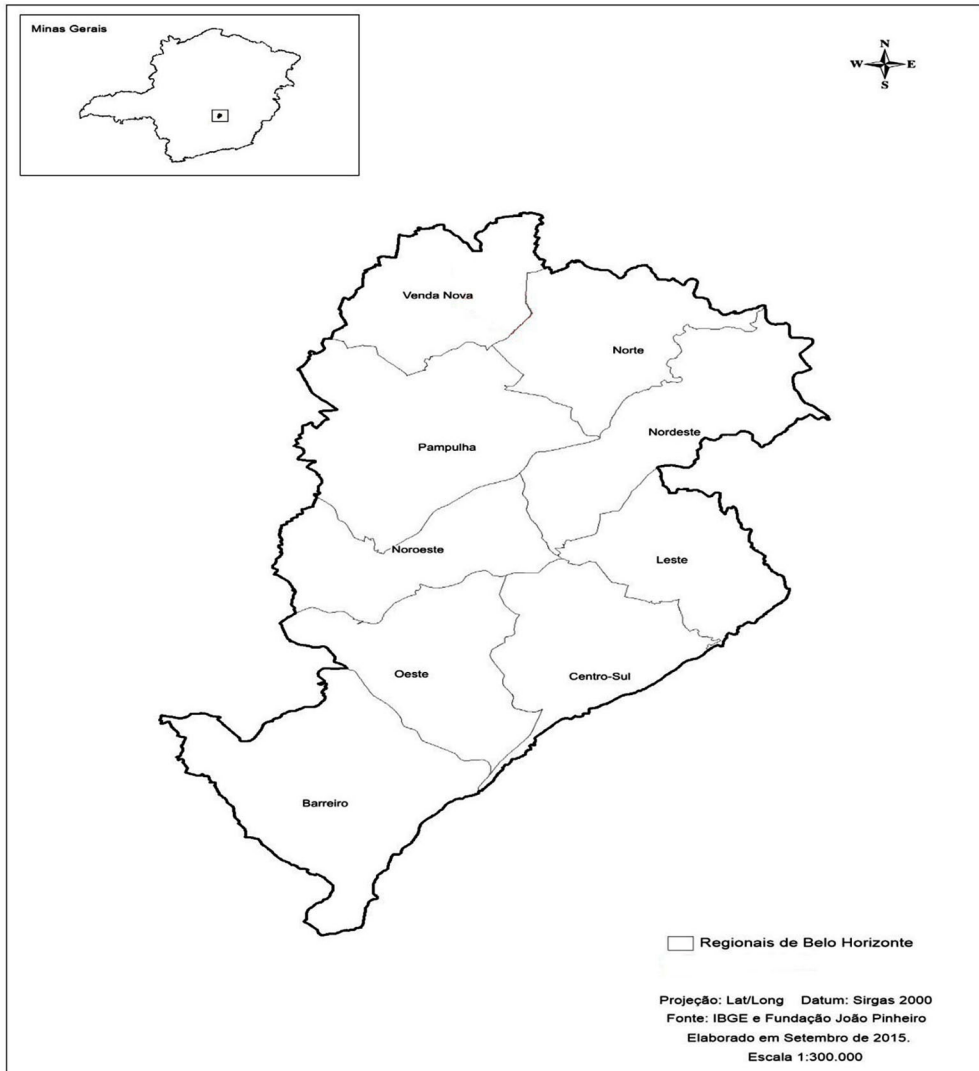 Minas Gerais
N
W E
S
Venda Nova
Norte
Nordeste
Pampulha
Noroeste
Leste
Oeste
Centro-Sul
Barreiro
Regionais de Belo Horizonte
Projeção: Lat/Long Datum: Sirgas 2000
Fonte: IBGE e Fundação João Pinheiro
Elaborado em Setembro de 2015.
Escala 1:300.000